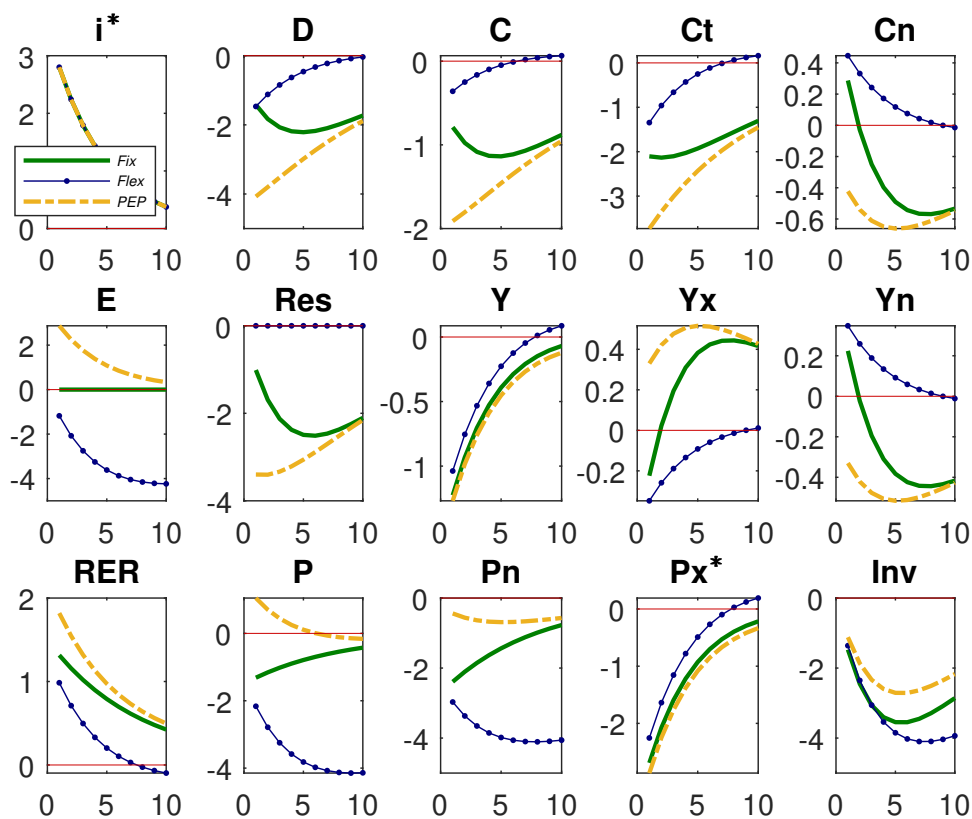 i* D C Ct Cn
3 0 0 0 0.4
2 -2 -1 -1 0.2
1 -4 -2 -2 0
0 -3 -0.2
-0.4
-0.6
Fix
Flex
PEP
0 5 10 0 5 10 0 5 10 0 5 10 0 5 10
E Res Y Yx Yn
2 0 0 0.4 0.2
0 -2 -0.5 0.2 0
-2 -4 -1 0 -0.2
-4 -0.2 -0.4
0 5 10 0 5 10 0 5 10 0 5 10 0 5 10
RER P Pn Px* Inv
2 0 0 0 0
1 -2 -2 -1 -2
0 -4 -4 -2 -4
0 5 10 0 5 10 0 5 10 0 5 10 0 5 10